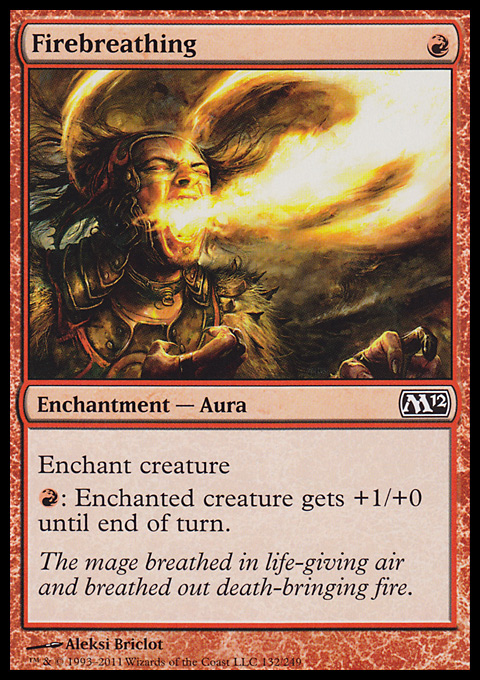 Firebreathing
Enchantment — Aura
M12
Enchant creature
: Enchanted creature gets +1/+0
until end of turn.
The mage breathed in life-giving air
and breathed out death-bringing fire.
Aleksi Briclot
™ & © 1993-2011 Wizards of the Coast LLC 132/249